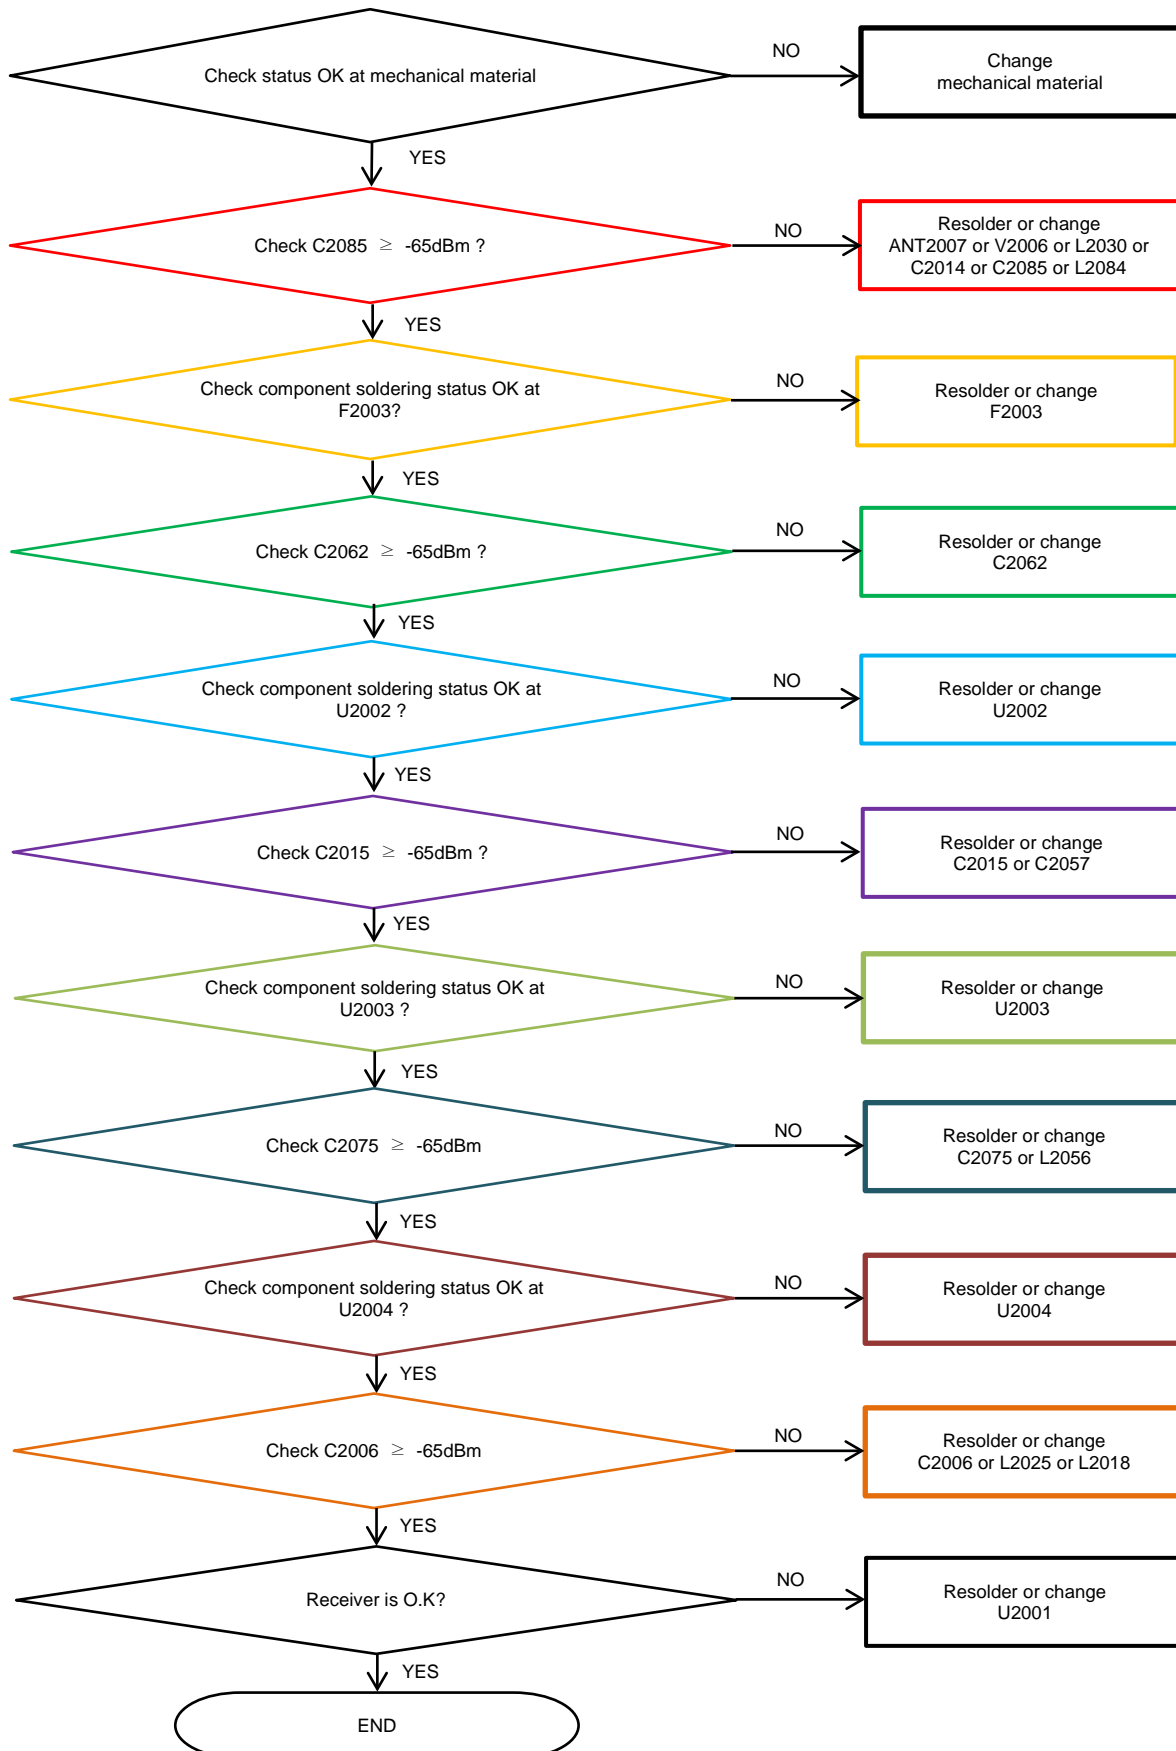 Check status OK at mechanical material
NO
Change
mechanical material
YES
Check C2085 ≥ -65dBm ?
NO
Resolder or change
ANT2007 or V2006 or L2030 or
C2014 or C2085 or L2084
YES
Check component soldering status OK at
F2003?
NO
Resolder or change
F2003
YES
Check C2062 ≥ -65dBm ?
NO
Resolder or change
C2062
YES
Check component soldering status OK at
U2002 ?
NO
Resolder or change
U2002
YES
Check C2015 ≥ -65dBm ?
NO
Resolder or change
C2015 or C2057
YES
Check component soldering status OK at
U2003 ?
NO
Resolder or change
U2003
YES
Check C2075 ≥ -65dBm
NO
Resolder or change
C2075 or L2056
YES
Check component soldering status OK at
U2004 ?
NO
Resolder or change
U2004
YES
Check C2006 ≥ -65dBm
NO
Resolder or change
C2006 or L2025 or L2018
YES
Receiver is O.K?
NO
Resolder or change
U2001
YES
END